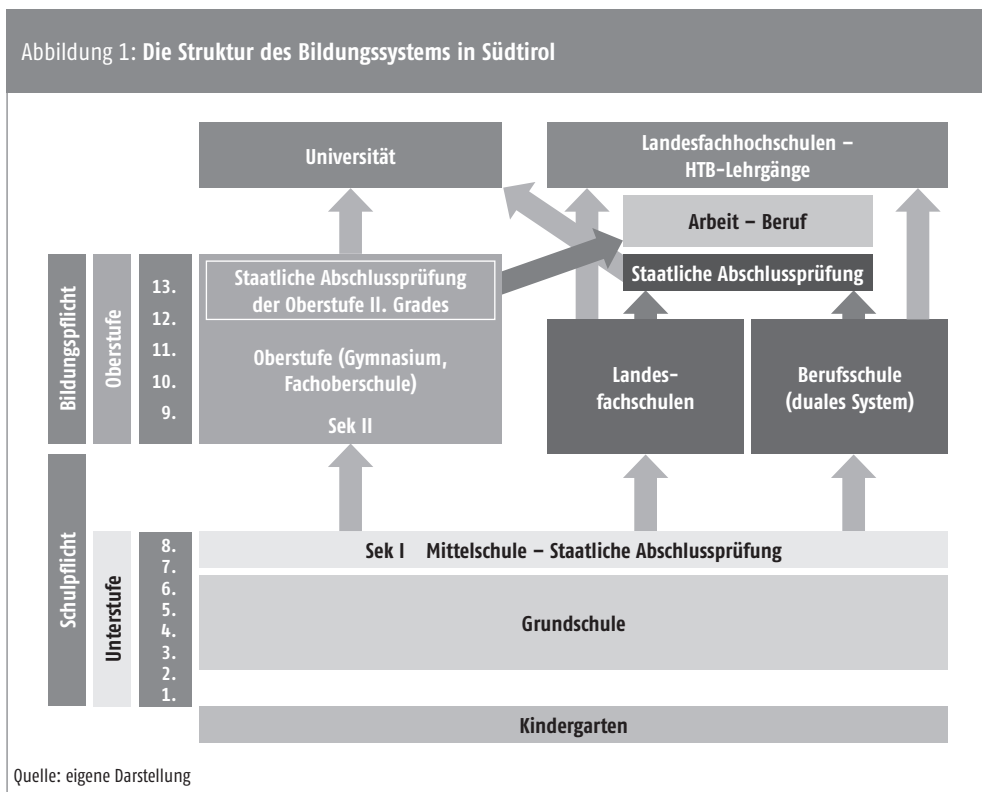 Abbildung 1: Die Struktur des Bildungssystems in Südtirol
Universität
Landesfachhochschulen –
HTB-Lehrgänge
Arbeit – Beruf
Staatliche Abschlussprüfung
Bildungspflicht
Oberstufe
13.
12.
11.
10.
9.
Staatliche Abschlussprüfung
der Oberstufe II. Grades
Oberstufe (Gymnasium,
Fachoberschule)
Sek II
Landes-
fachschulen
Berufsschule
(duales System)
Schulpflicht
Unterstufe
8.
7.
6.
5.
4.
3.
2.
1.
Sek I Mittelschule – Staatliche Abschlussprüfung
Grundschule
Kindergarten
Quelle: eigene Darstellung